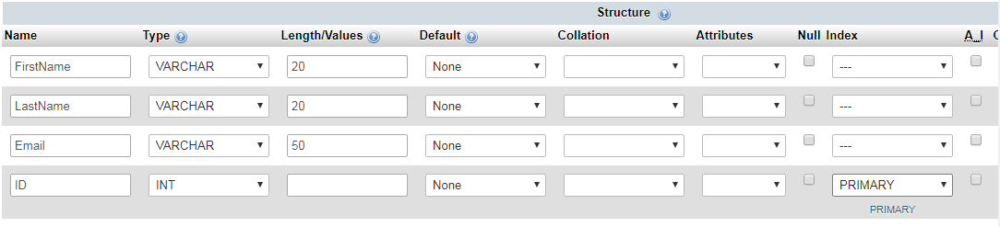 Structure
Name Type Length/Values Default Collation Attributes Null Index A_I
FirstName VARCHAR 20 None ---
LastName VARCHAR 20 None ---
Email VARCHAR 50 None ---
ID INT None PRIMARY
PRIMARY